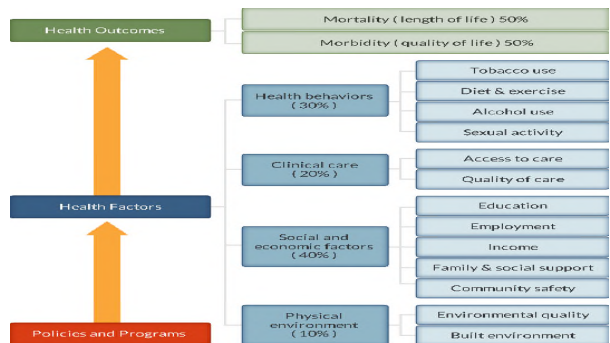 Health Outcomes
Mortality ( length of life ) 50%
Morbidity ( quality of life ) 50%
Health Factors
Health behaviors
( 30% )
Tobacco use
Diet & exercise
Alcohol use
Sexual activity
Clinical care
( 20% )
Access to care
Quality of care
Social and
economic factors
( 40% )
Education
Employment
Income
Family & social support
Community safety
Policies and Programs
Physical
environment
( 10% )
Environmental quality
Built environment